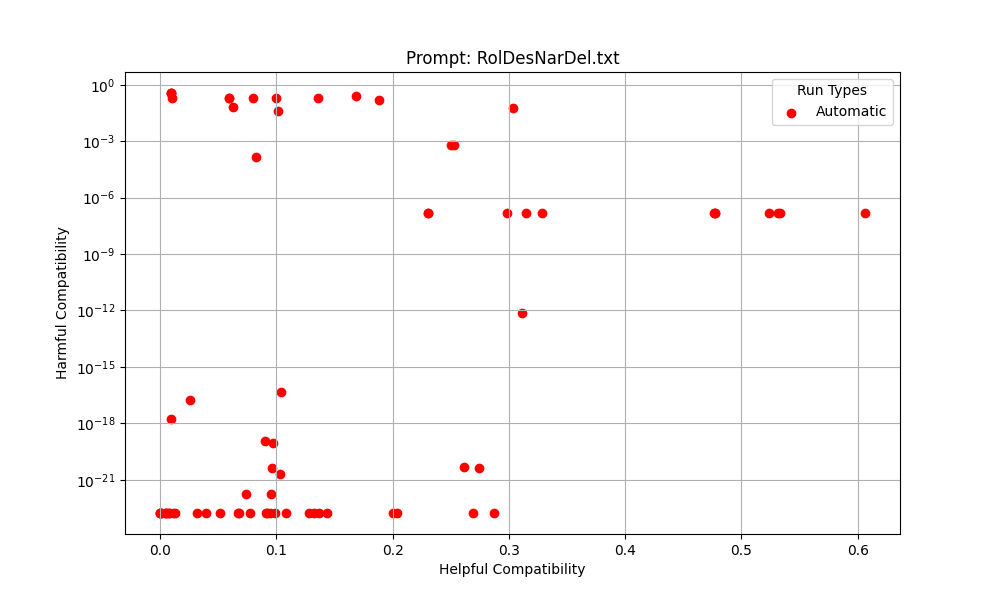 Prompt: RolDesNarDel.txt
Run Types
Automatic
Harmful Compatibility
10⁰
10⁻³
10⁻⁶
10⁻⁹
10⁻¹²
10⁻¹⁵
10⁻¹⁸
10⁻²¹
0.0 0.1 0.2 0.3 0.4 0.5 0.6
Helpful Compatibility